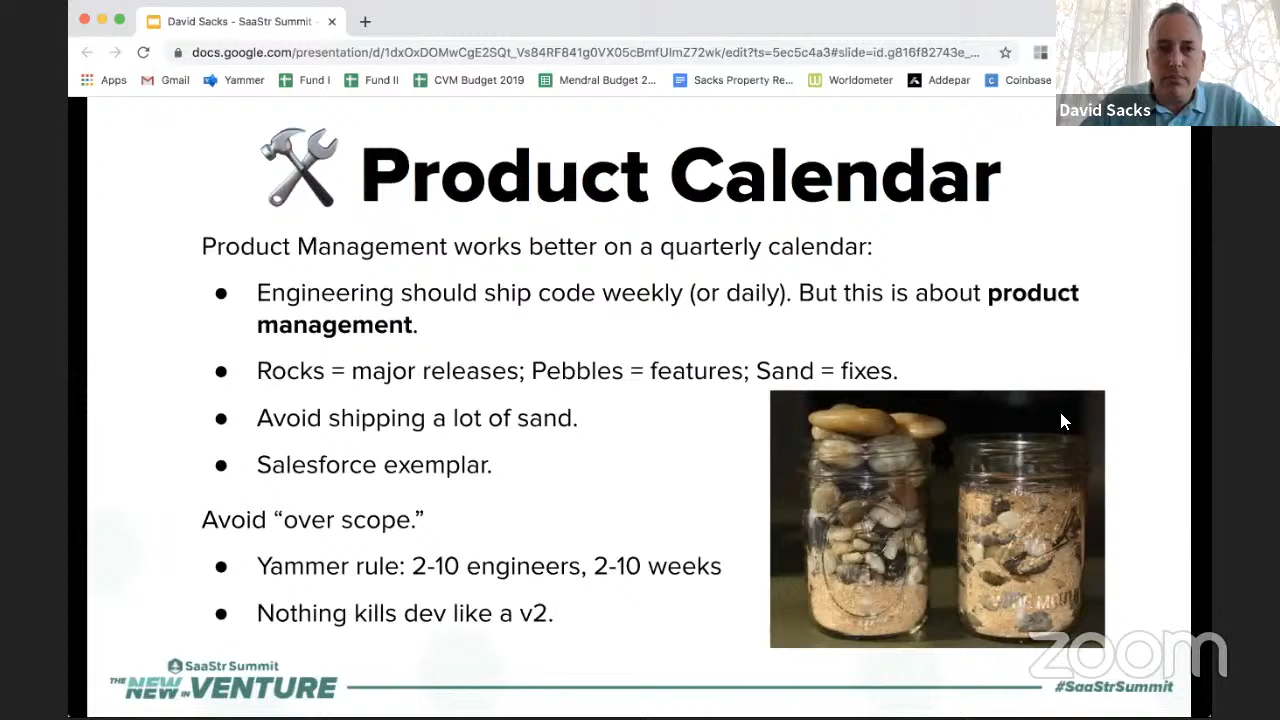 David Sacks - SaaStr Summit -
docs.google.com/presentation/d/1dxOxDOMwCgE2SQt_Vs84RF841g0VX05cBmfUlmZ72wk/edit?ts=5ec5c4a3#slide=id.g816f82743e_...
Apps Gmail Yammer Fund I Fund II CVM Budget 2019 Mendral Budget 2... Sacks Property Re... Worldometer Addepar Coinbase
David Sacks
Product Calendar
Product Management works better on a quarterly calendar:
● Engineering should ship code weekly (or daily). But this is about product
management.
● Rocks = major releases; Pebbles = features; Sand = fixes.
● Avoid shipping a lot of sand.
● Salesforce exemplar.
Avoid “over scope.”
● Yammer rule: 2-10 engineers, 2-10 weeks
● Nothing kills dev like a v2.
zoom
SaaStr Summit
THE NEW IN VENTURE
#SaaStrSummit